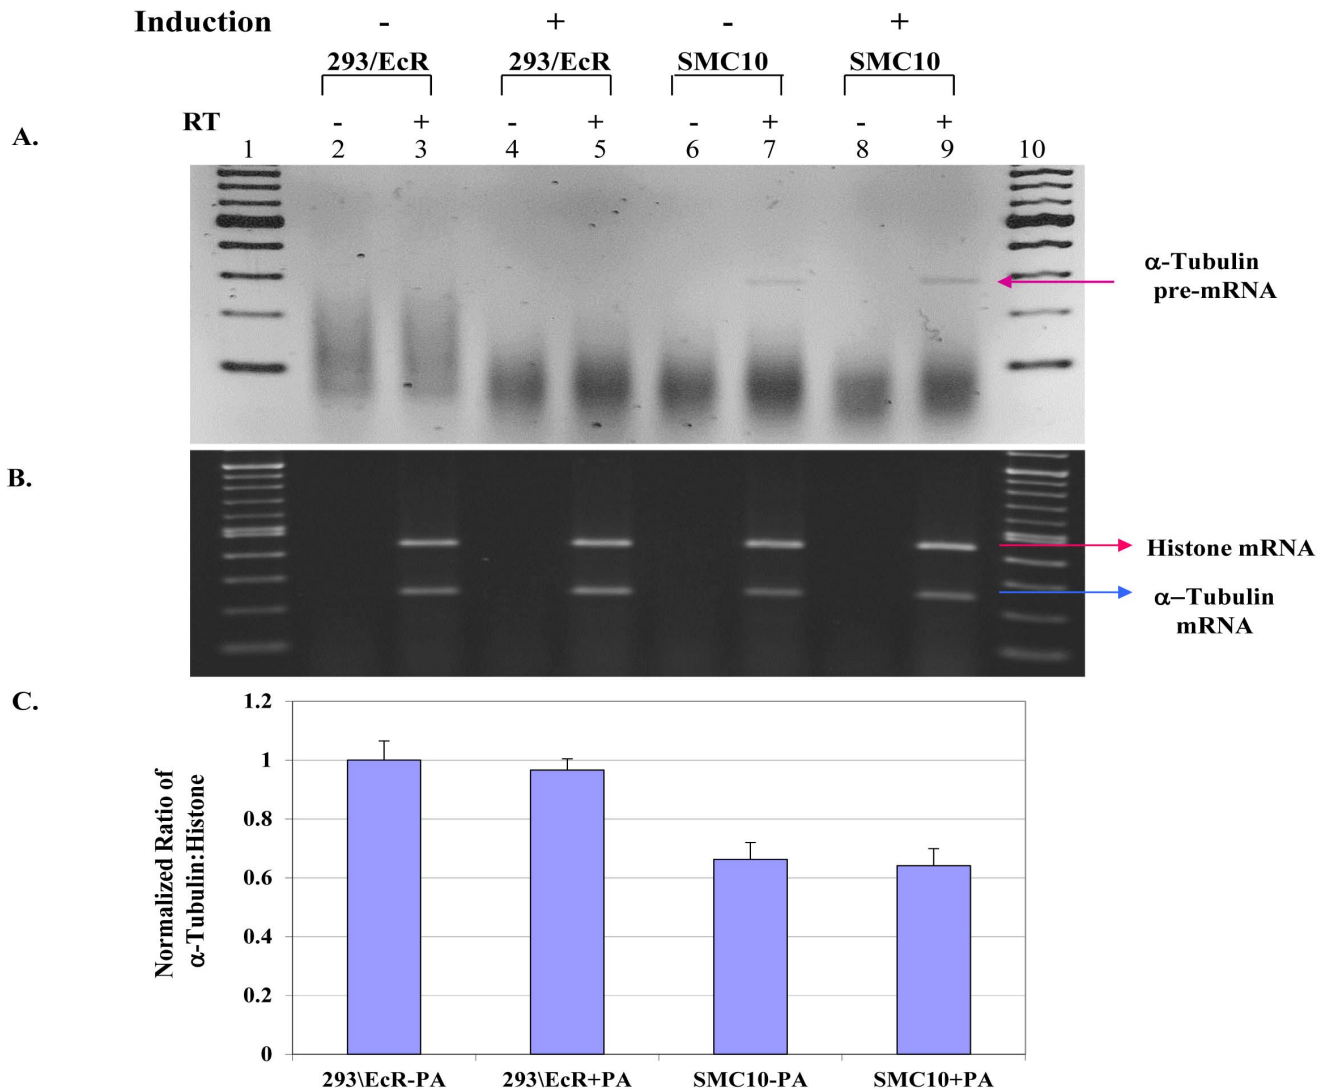 Induction - + - +
293/EcR 293/EcR SMC10 SMC10
RT - + - + - + - +
A.
1 2 3 4 5 6 7 8 9 10
α-Tubulin
pre-mRNA
B.
Histone mRNA
α–Tubulin
mRNA
C.
Normalized Ratio of
α-Tubulin:Histone
1.2
1
0.8
0.6
0.4
0.2
0
293\EcR-PA 293\EcR+PA SMC10-PA SMC10+PA